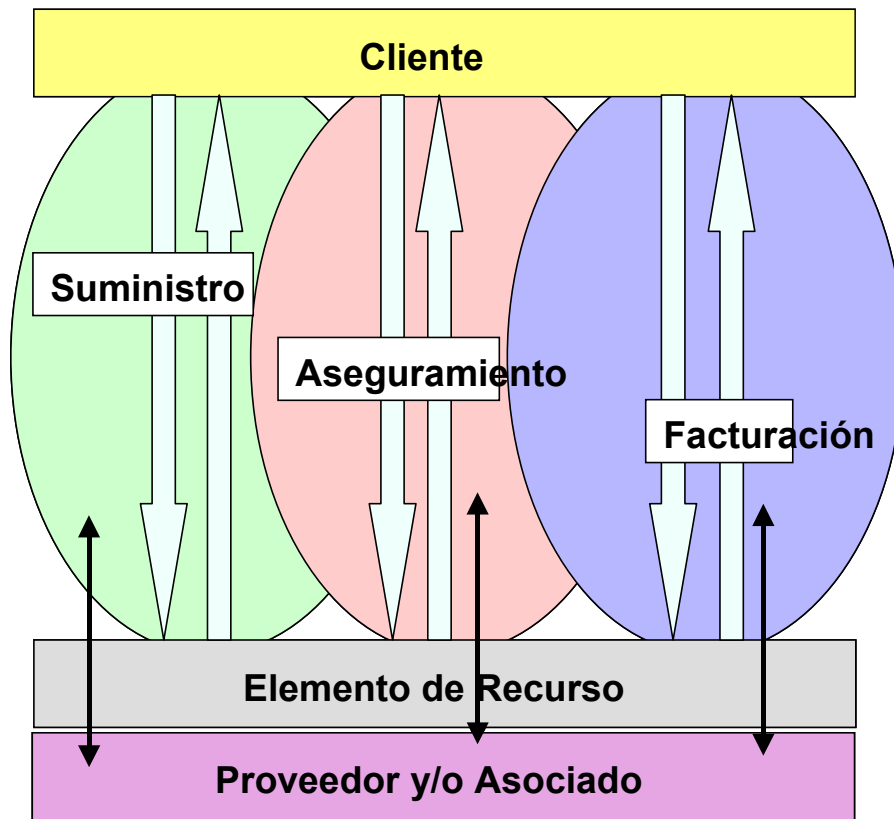 Cliente
Suministro
Aseguramiento
Facturación
Elemento de Recurso
Proveedor y/o Asociado